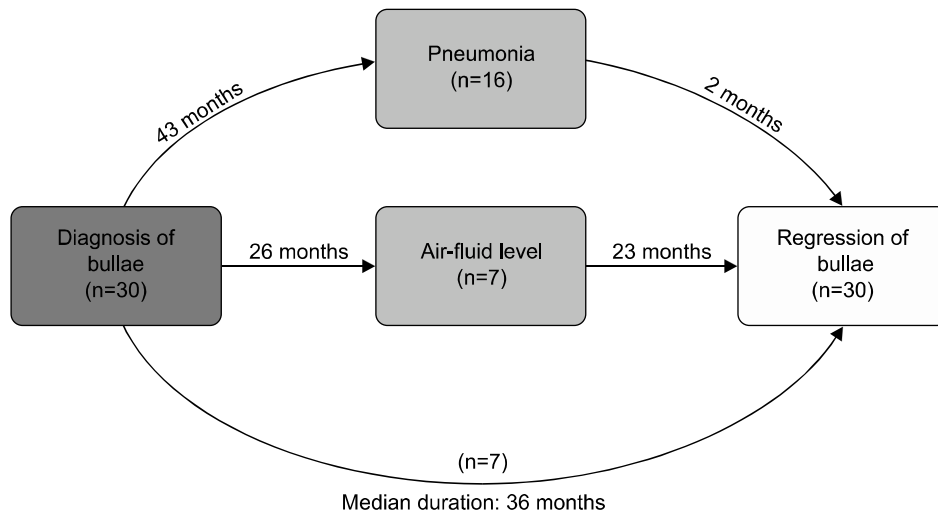 Pneumonia
(n=16)
43 months
2 months
Diagnosis of
bullae
(n=30)
26 months
Air-fluid level
(n=7)
23 months
Regression of
bullae
(n=30)
(n=7)
Median duration: 36 months